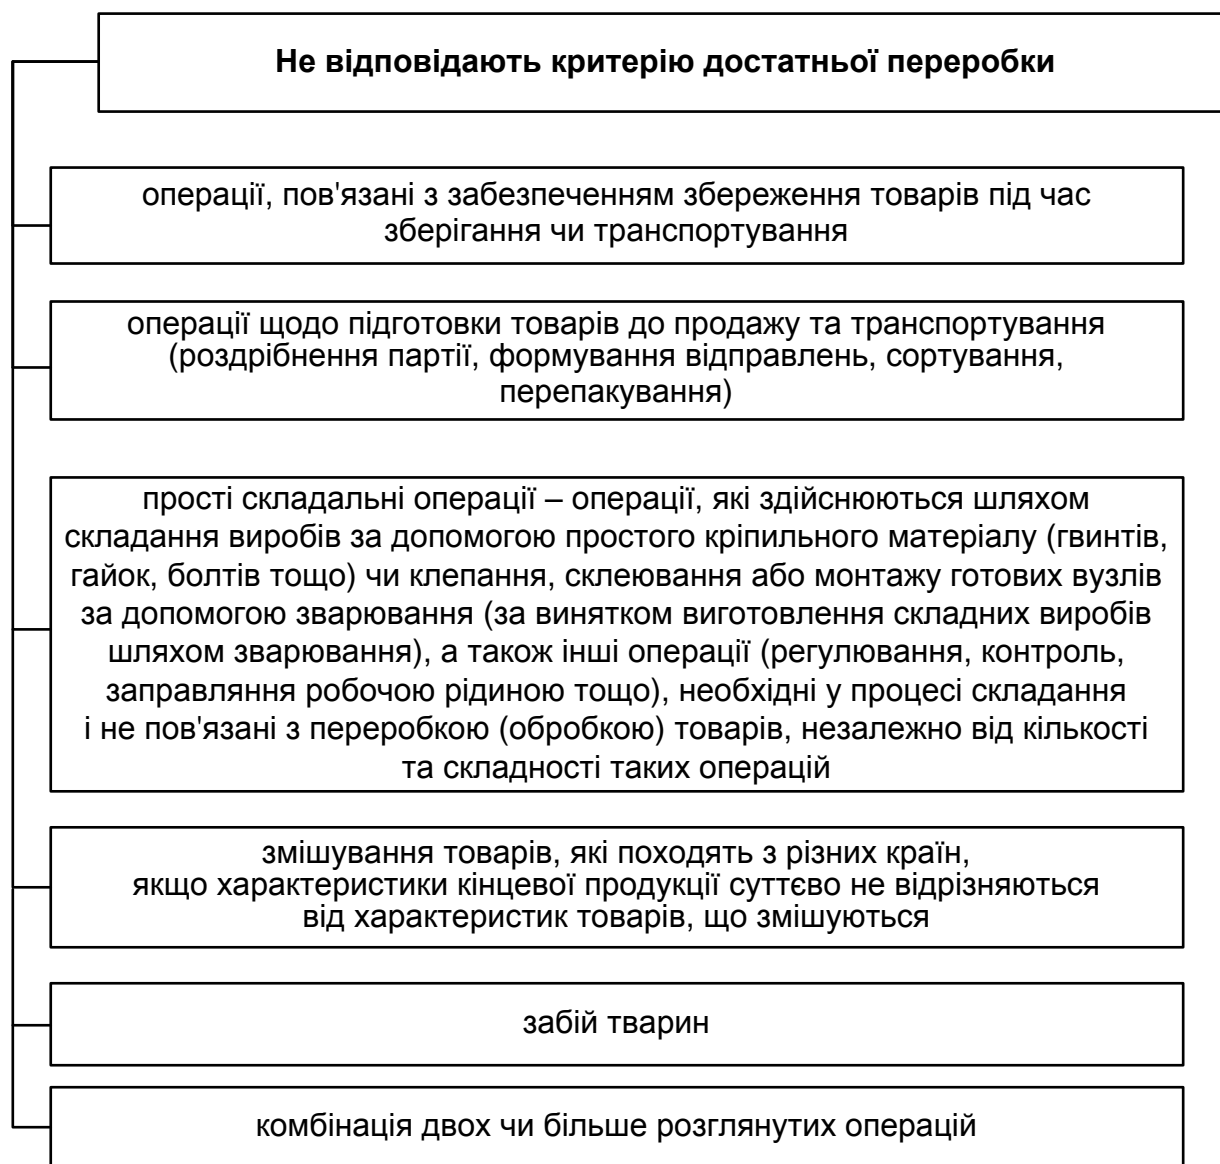 Не відповідають критерію достатньої переробки
операції, пов'язані з забезпеченням збереження товарів під час
зберігання чи транспортування
операції щодо підготовки товарів до продажу та транспортування
(роздрібнення партії, формування відправлень, сортування,
перепакування)
прості складальні операції – операції, які здійснюються шляхом
складання виробів за допомогою простого кріпильного матеріалу (гвинтів,
гайок, болтів тощо) чи клепання, склеювання або монтажу готових вузлів
за допомогою зварювання (за винятком виготовлення складних виробів
шляхом зварювання), а також інші операції (регулювання, контроль,
заправляння робочою рідиною тощо), необхідні у процесі складання
і не пов'язані з переробкою (обробкою) товарів, незалежно від кількості
та складності таких операцій
змішування товарів, які походять з різних країн,
якщо характеристики кінцевої продукції суттєво не відрізняються
від характеристик товарів, що змішуються
забій тварин
комбінація двох чи більше розглянутих операцій